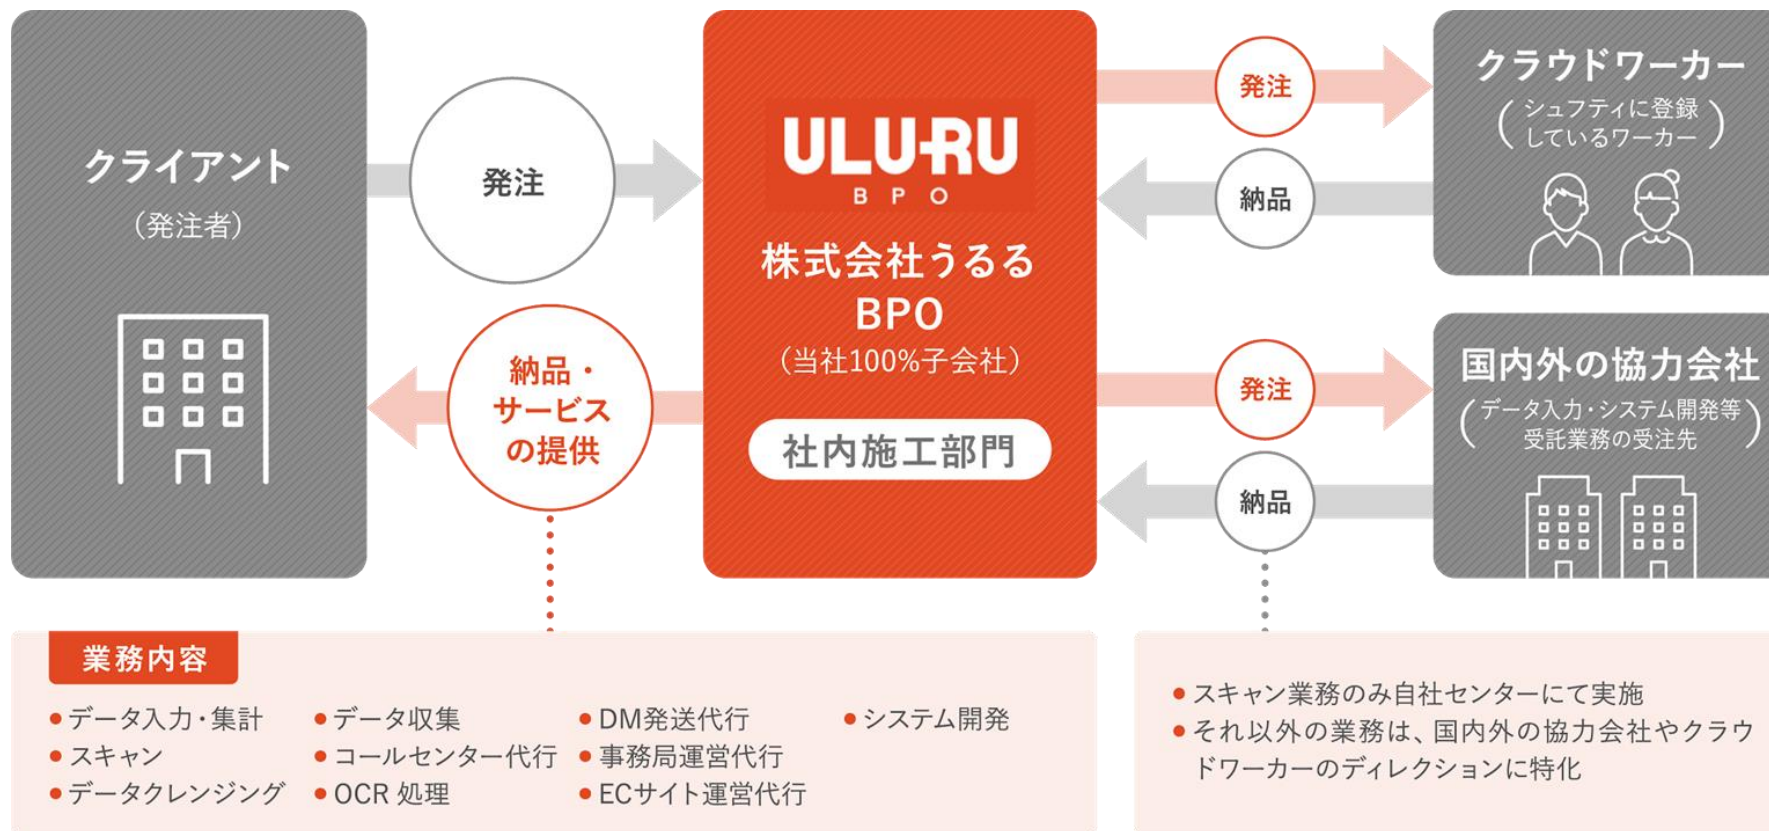 クライアント
(発注者)
発注
納品・
サービス
の提供
ULURU
BPO
株式会社うるる
BPO
(当社100%子会社)
社内施工部門
発注
納品
クラウドワーカー
(シュフティに登録
しているワーカー)
発注
納品
国内外の協力会社
(データ入力・システム開発等
受託業務の受注先)
業務内容
● データ入力・集計
● スキャン
● データクレンジング
● データ収集
● コールセンター代行
● OCR 処理
● DM発送代行
● 事務局運営代行
● ECサイト運営代行
● システム開発
● スキャン業務のみ自社センターにて実施
● それ以外の業務は、国内外の協力会社やクラウ
ドワーカーのディレクションに特化